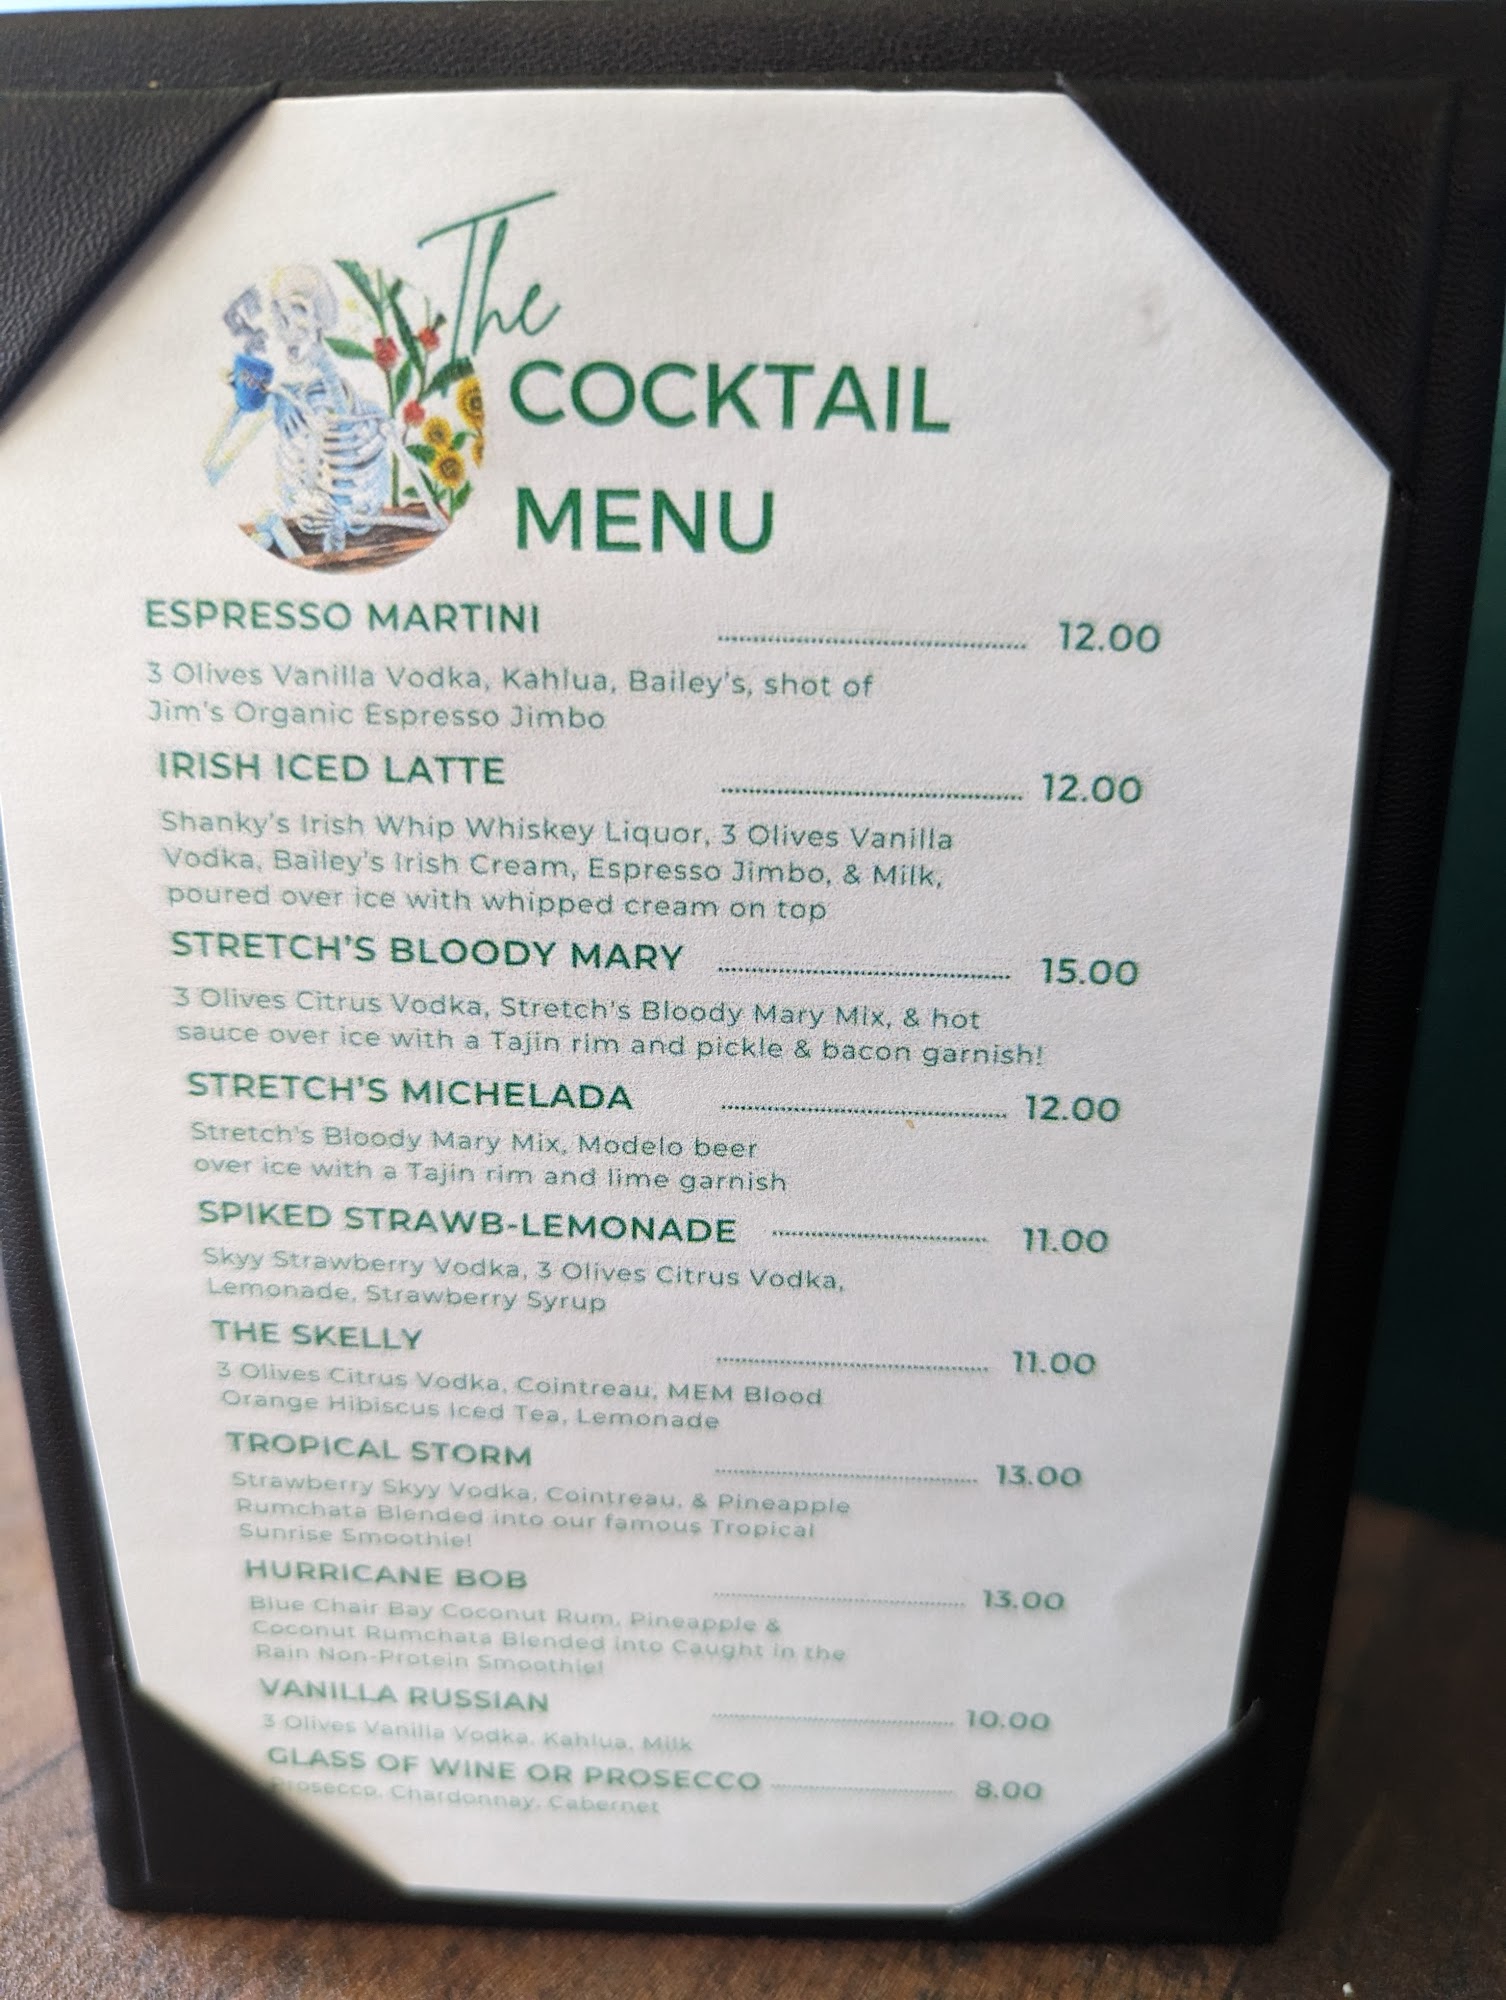 The
COCKTAIL
MENU
ESPRESSO MARTINI ........ 12.00
3 Olives Vanilla Vodka, Kahlua, Bailey's, shot of
Jim's Organic Espresso Jimbo
IRISH ICED LATTE ........ 12.00
Shanky's Irish Whip Whiskey Liquor, 3 Olives Vanilla
Vodka, Bailey's Irish Cream, Espresso Jimbo, & Milk,
poured over ice with whipped cream on top
STRETCH'S BLOODY MARY ........ 15.00
3 Olives Citrus Vodka, Stretch's Bloody Mary Mix, & hot
sauce over ice with a Tajin rim and pickle & bacon garnish!
STRETCH'S MICHELADA ........ 12.00
Stretch's Bloody Mary Mix, Modelo beer
over ice with a Tajin rim and lime garnish
SPIKED STRAWB-LEMONADE ........ 11.00
Skyy Strawberry Vodka, 3 Olives Citrus Vodka,
Lemonade, Strawberry Syrup
THE SKELLY ........ 11.00
3 Olives Citrus Vodka, Cointreau, MEM Blood
Orange Hibiscus Iced Tea, Lemonade
TROPICAL STORM ........ 13.00
Strawberry Skyy Vodka, Cointreau, & Pineapple
Rumchata Blended into our famous Tropical
Sunrise Smoothie!
HURRICANE BOB ........ 13.00
Blue Chair Bay Coconut Rum, Pineapple &
Coconut Rumchata Blended into Caught in the
Rain Non-Protein Smoothie!
VANILLA RUSSIAN ........ 10.00
3 Olives Vanilla Vodka, Kahlua, Milk
GLASS OF WINE OR PROSECCO ........ 8.00
Prosecco, Chardonnay, Cabernet